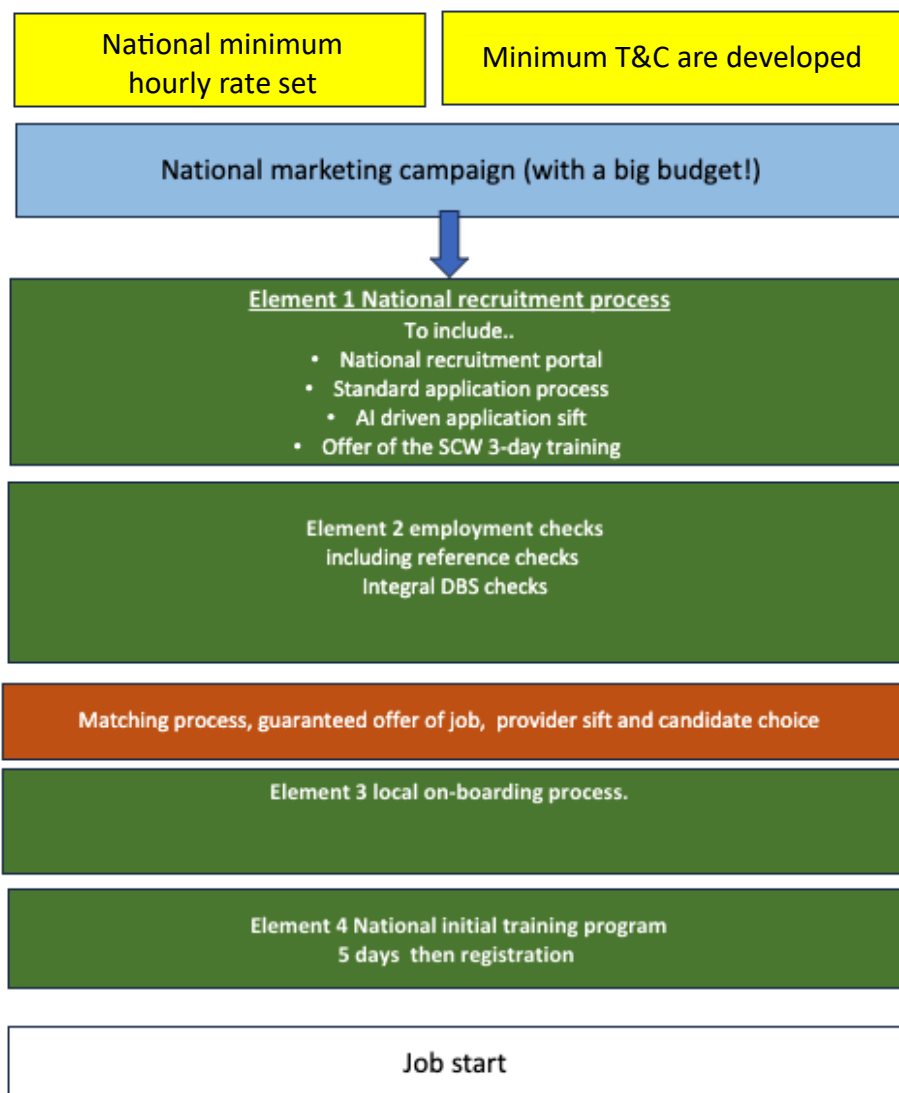 National minimum
hourly rate set
Minimum T&C are developed
National marketing campaign (with a big budget!)
Element 1 National recruitment process
To include..
• National recruitment portal
• Standard application process
• AI driven application sift
• Offer of the SCW 3-day training
Element 2 employment checks
including reference checks
Integral DBS checks
Matching process, guaranteed offer of job, provider sift and candidate choice
Element 3 local on-boarding process.
Element 4 National initial training program
5 days then registration
Job start